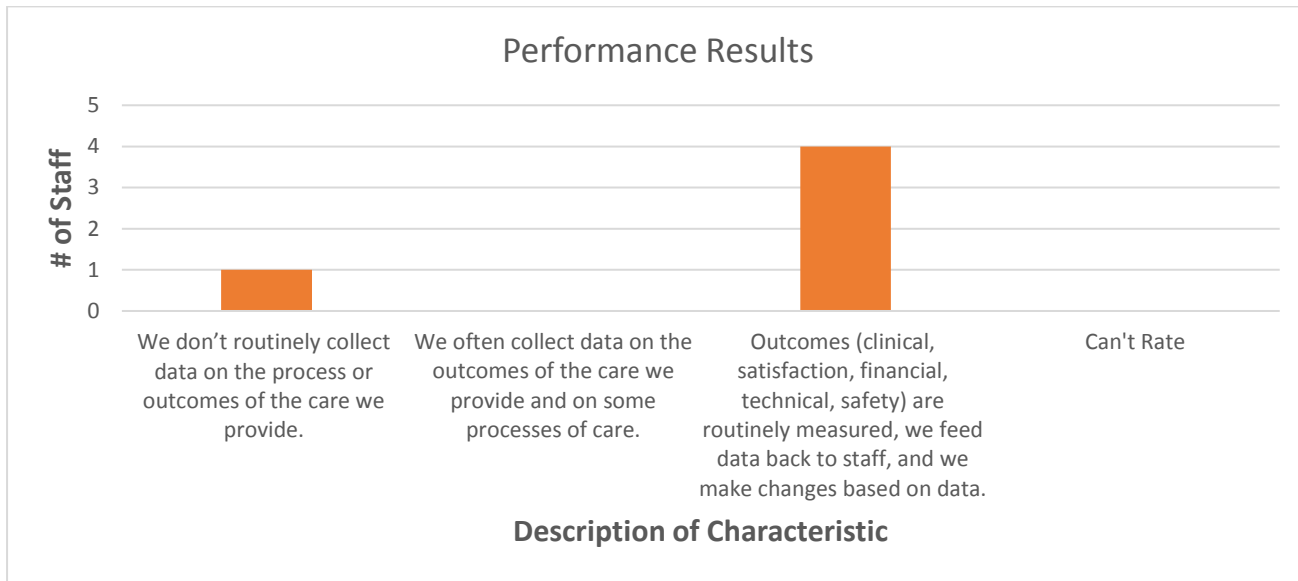 Performance Results
5
4
3
2
1
0
# of Staff
We don’t routinely collect
data on the process or
outcomes of the care we
provide.
We often collect data on the
outcomes of the care we
provide and on some
processes of care.
Outcomes (clinical,
satisfaction, financial,
technical, safety) are
routinely measured, we feed
data back to staff, and we
make changes based on data.
Can't Rate
Description of Characteristic